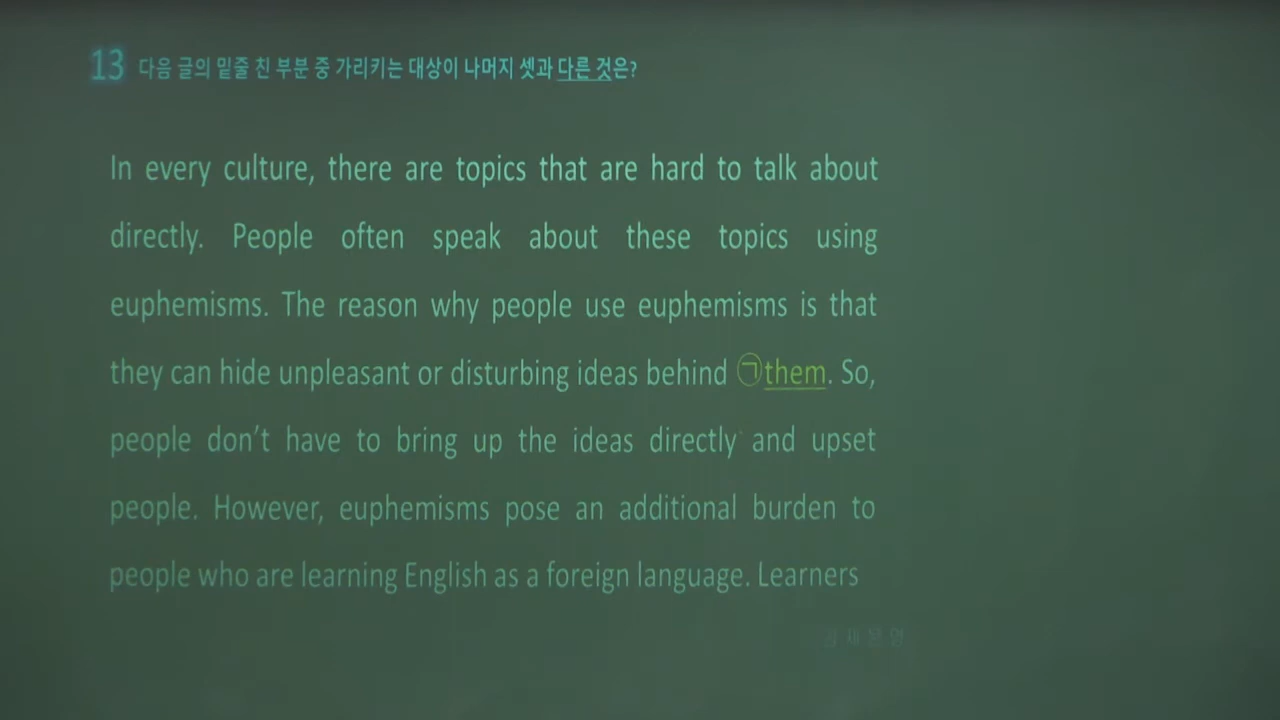 13 다음 글의 밑줄 친 부분 중 가리키는 대상이 나머지 셋과 다른 것은?
In every culture, there are topics that are hard to talk about
directly. People often speak about these topics using
euphemisms. The reason why people use euphemisms is that
they can hide unpleasant or disturbing ideas behind ㉠them. So,
people don't have to bring up the ideas directly and upset
people. However, euphemisms pose an additional burden to
people who are learning English as a foreign language. Learners